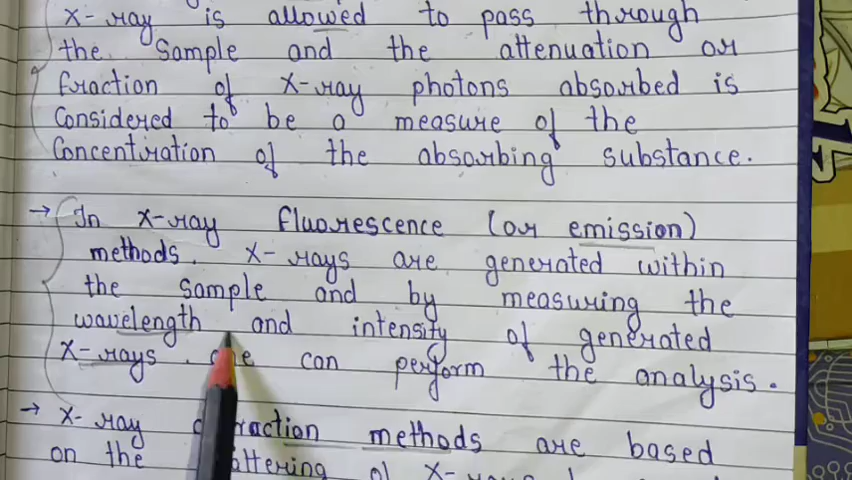 X-ray is allowed to pass through
the sample and the attenuation or
fraction of X-ray photons absorbed is
Considered to be a measure of the
Concentration of the absorbing substance.
→ In X-ray fluorescence (or emission)
methods. X-rays are generated within
the sample and by measuring the
wavelength and intensity of generated
X-rays. one can perform the analysis.
→ X-ray diffraction methods are based
on the scattering of X-rays